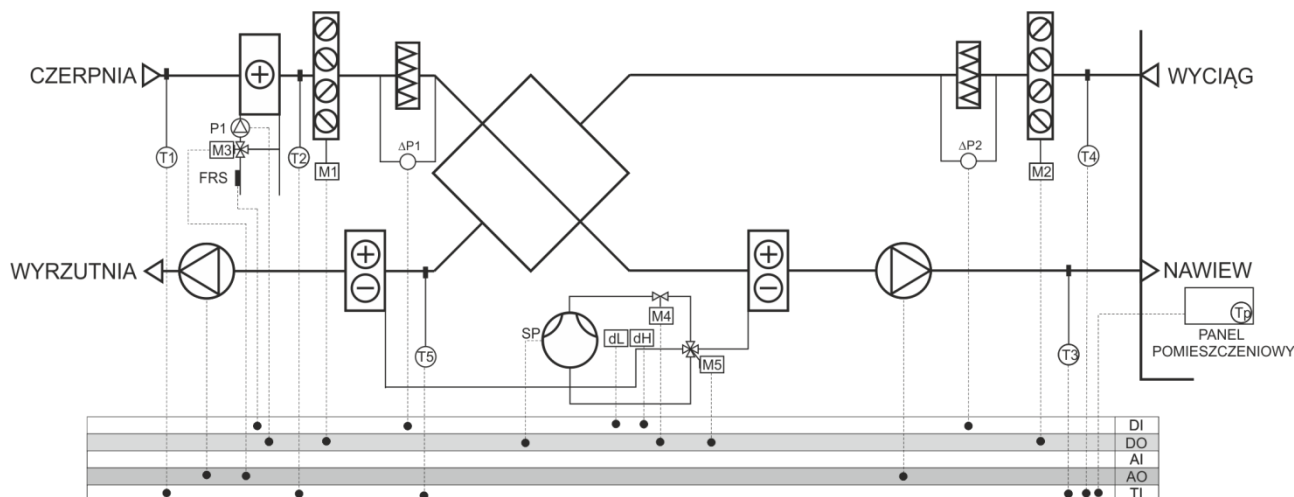 CZERPNIA
WYCIĄG
P1
M3
T1
T2
FRS
M1
ΔP1
ΔP2
M2
T4
WYRZUTNIA
NAWIEW
SP
M4
dL
dH
M5
T5
T3
Tp
PANEL
POMIESZCZENIOWY
DI
DO
AI
AO
TI